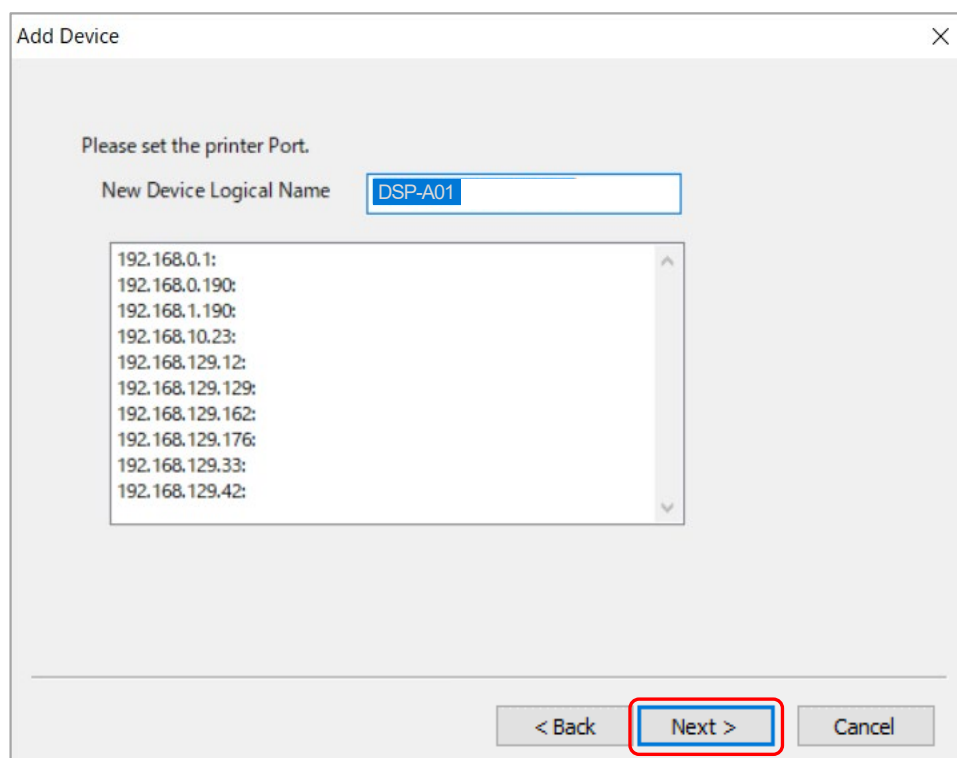 Add Device
Please set the printer Port.
New Device Logical Name DSP-A01
192.168.0.1:
192.168.0.190:
192.168.1.190:
192.168.10.23:
192.168.129.12:
192.168.129.129:
192.168.129.162:
192.168.129.176:
192.168.129.33:
192.168.129.42:
< Back Next > Cancel